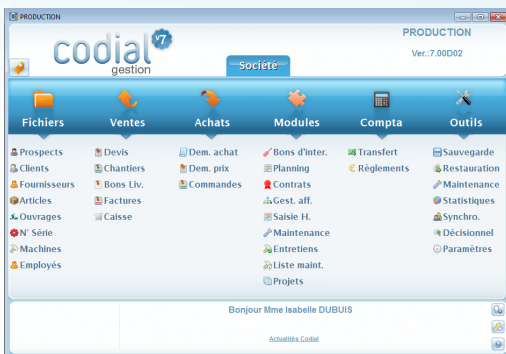 PRODUCTION
codial v7
gestion
PRODUCTION
Ver.:7.00D02
Société
Fichiers Ventes Achats Modules Compta Outils
Prospects Devis Dem. achat Bons d'inter. Transfert Sauvegarde
Clients Chantiers Dem. prix Planning Règlements Restauration
Fournisseurs Bons Liv. Commandes Contrats Maintenance
Articles Factures Gest. aff. Statistiques
Ouvrages Caisse Saisie H. Synchro.
N° Série Maintenance Décisionnel
Machines Entretiens Paramètres
Employés Liste maint.
Projets
Bonjour Mme Isabelle DUBUIS
Actualités Codial